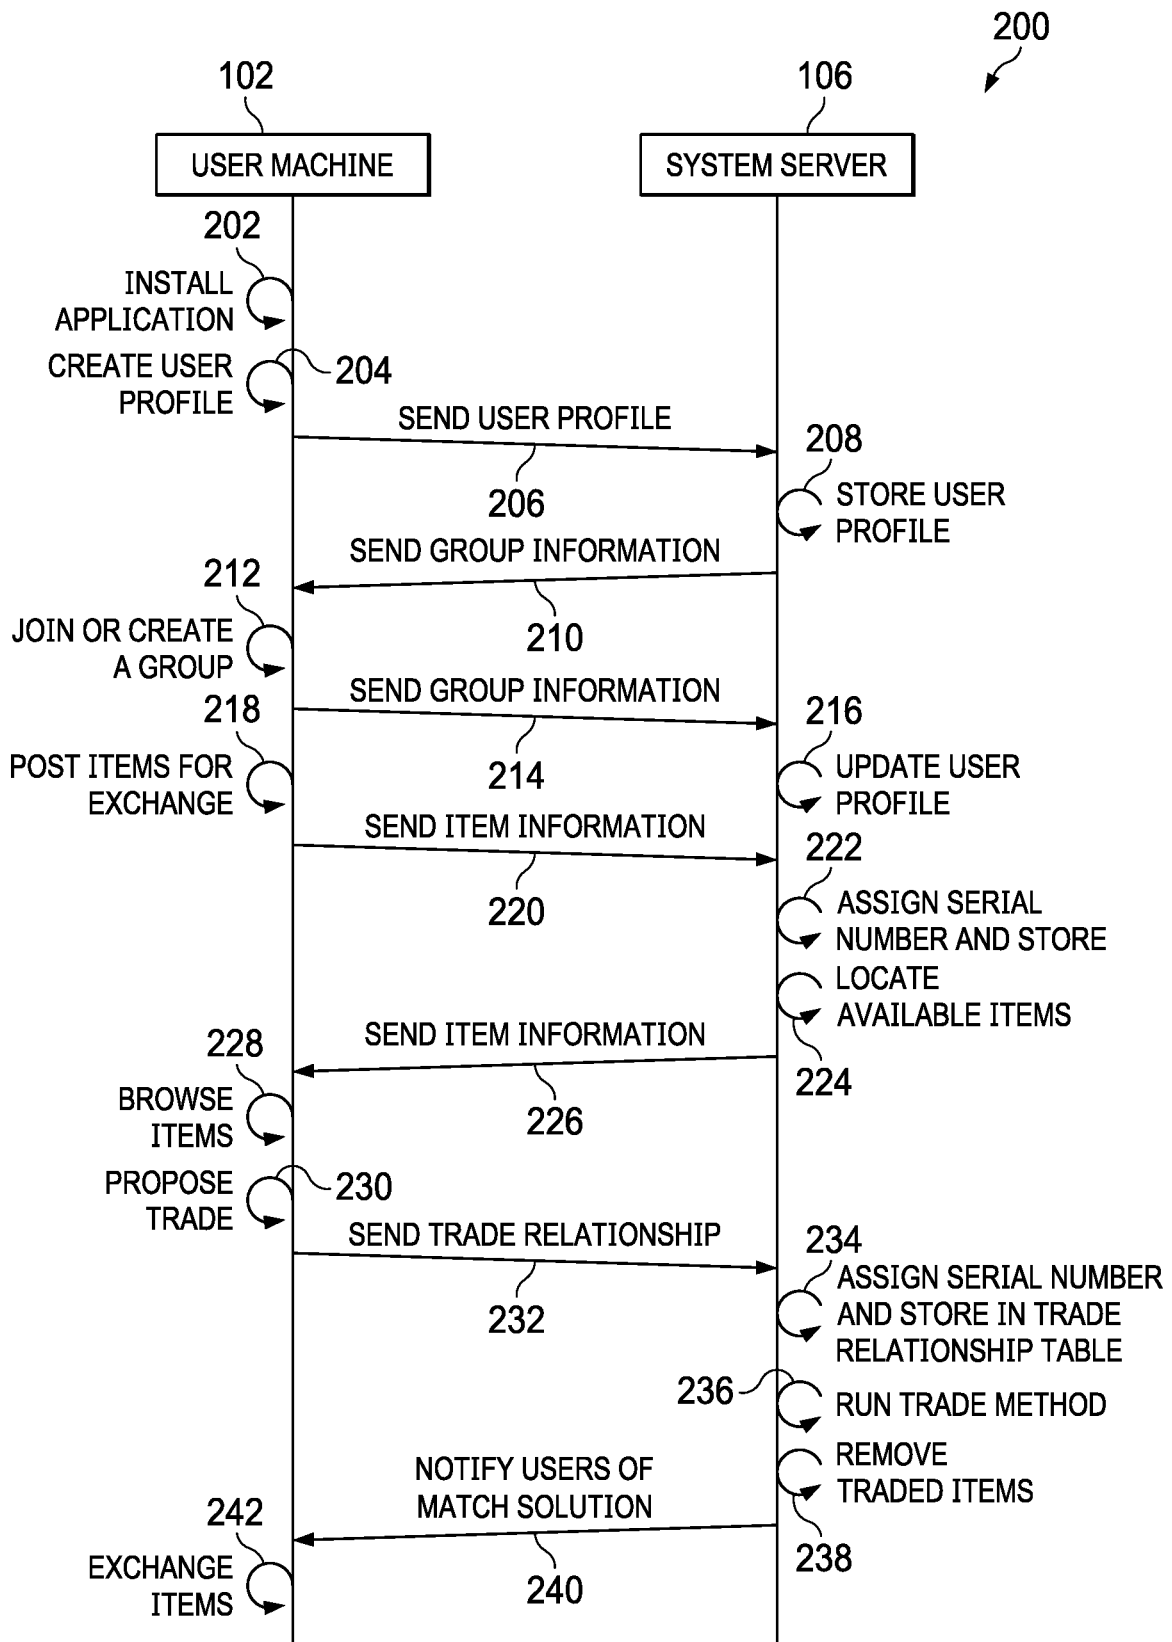 200
102
106
USER MACHINE
SYSTEM SERVER
202
INSTALL
APPLICATION
CREATE USER
PROFILE
204
SEND USER PROFILE
206
208
STORE USER
PROFILE
SEND GROUP INFORMATION
210
212
JOIN OR CREATE
A GROUP
SEND GROUP INFORMATION
214
216
UPDATE USER
PROFILE
218
POST ITEMS FOR
EXCHANGE
SEND ITEM INFORMATION
220
222
ASSIGN SERIAL
NUMBER AND STORE
LOCATE
AVAILABLE ITEMS
224
SEND ITEM INFORMATION
226
228
BROWSE
ITEMS
PROPOSE
TRADE
230
SEND TRADE RELATIONSHIP
232
234
ASSIGN SERIAL NUMBER
AND STORE IN TRADE
RELATIONSHIP TABLE
236
RUN TRADE METHOD
REMOVE
TRADED ITEMS
238
NOTIFY USERS OF
MATCH SOLUTION
240
242
EXCHANGE
ITEMS